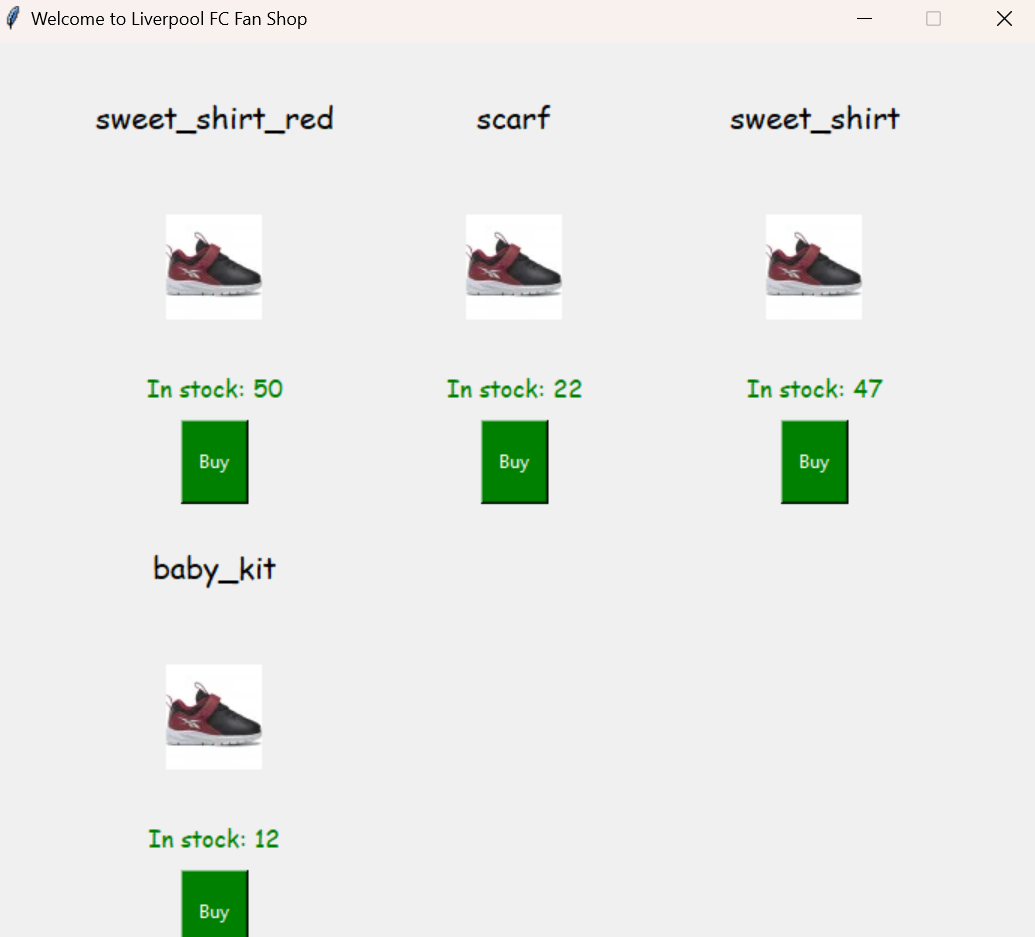 Welcome to Liverpool FC Fan Shop
sweet_shirt_red scarf sweet_shirt
In stock: 50 In stock: 22 In stock: 47
Buy Buy Buy
baby_kit
In stock: 12
Buy